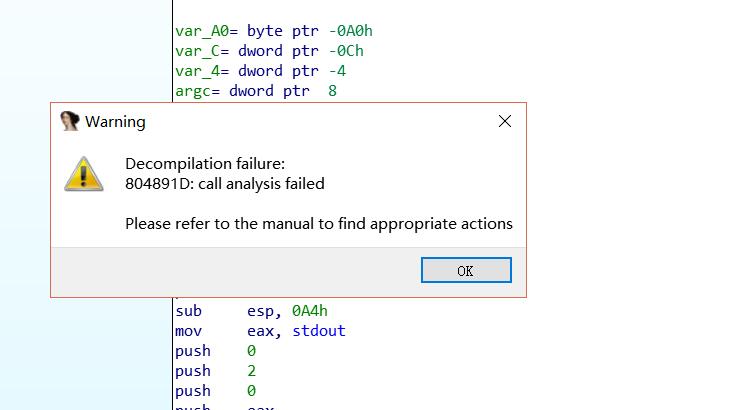 var_A0= byte ptr -0A0h
var_C= dword ptr -0Ch
var_4= dword ptr -4
argc= dword ptr  8
Warning
Decompilation failure:
804891D: call analysis failed
Please refer to the manual to find appropriate actions
OK
sub     esp, 0A4h
mov     eax, stdout
push    0
push    2
push    0
push    eax